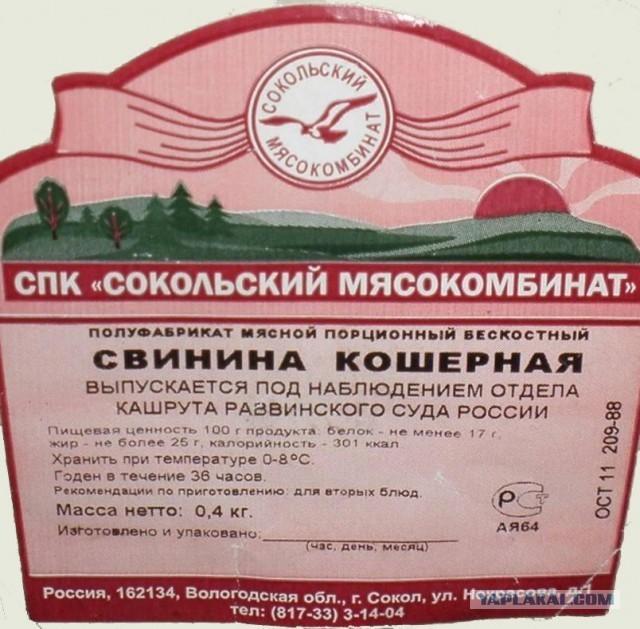 СОКОЛЬСКИЙ
МЯСОКОМБИНАТ
СПК «СОКОЛЬСКИЙ МЯСОКОМБИНАТ»
ПОЛУФАБРИКАТ МЯСНОЙ ПОРЦИОННЫЙ БЕСКОСТНЫЙ
СВИНИНА КОШЕРНАЯ
ВЫПУСКАЕТСЯ ПОД НАБЛЮДЕНИЕМ ОТДЕЛА
КАШРУТА РАВВИНСКОГО СУДА РОССИИ
Пищевая ценность 100 г продукта: белок - не менее 17 г,
жир - не более 25 г, калорийность - 301 ккал.
Хранить при температуре 0-8°С.
Годен в течение 36 часов.
Рекомендации по приготовлению: для вторых блюд.
Масса нетто: 0,4 кг.
Изготовлено и упаковано:
(час, день, месяц)
РСТ
АЯ64
ОСТ 11 209-88
Россия, 162134, Вологодская обл., г. Сокол, ул.
тел: (817-33) 3-14-04
YAPLAKAL.COM